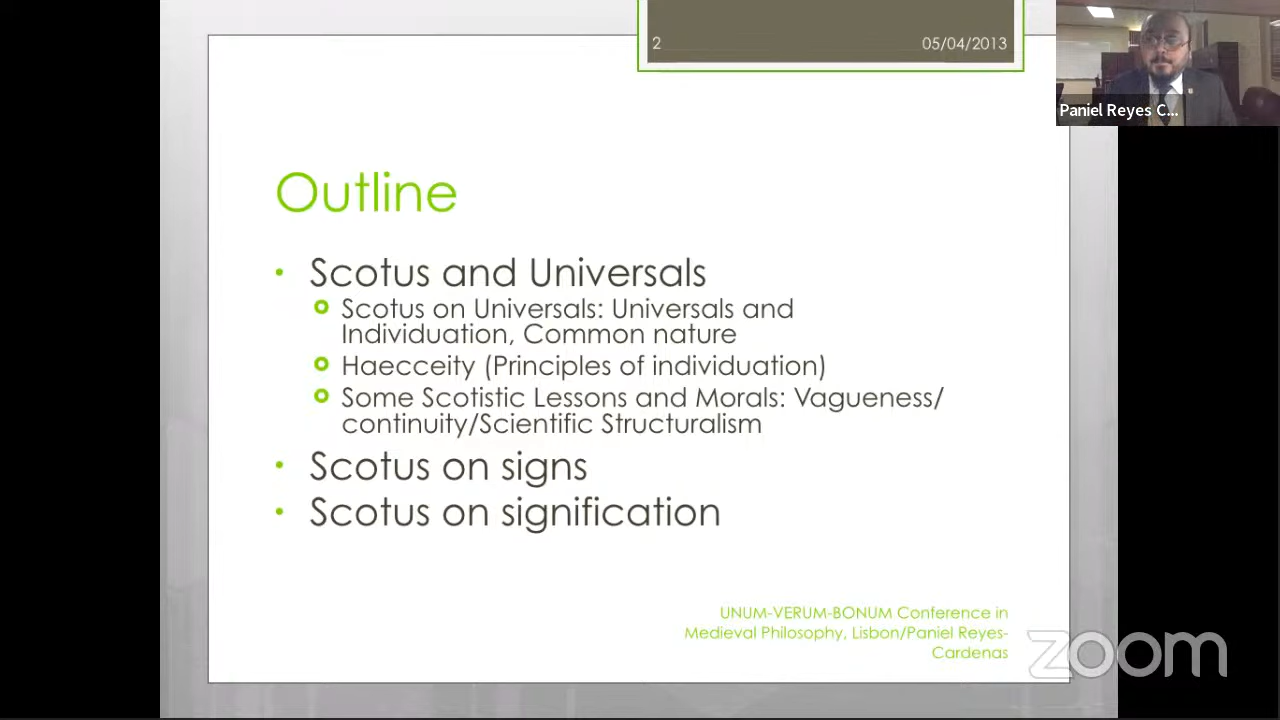 2
05/04/2013
Paniel Reyes C...
Outline
• Scotus and Universals
Scotus on Universals: Universals and
Individuation, Common nature
Haecceity (Principles of individuation)
Some Scotistic Lessons and Morals: Vagueness/
continuity/Scientific Structuralism
• Scotus on signs
• Scotus on signification
UNUM-VERUM-BONUM Conference in
Medieval Philosophy, Lisbon/Paniel Reyes-
Cardenas
zoom